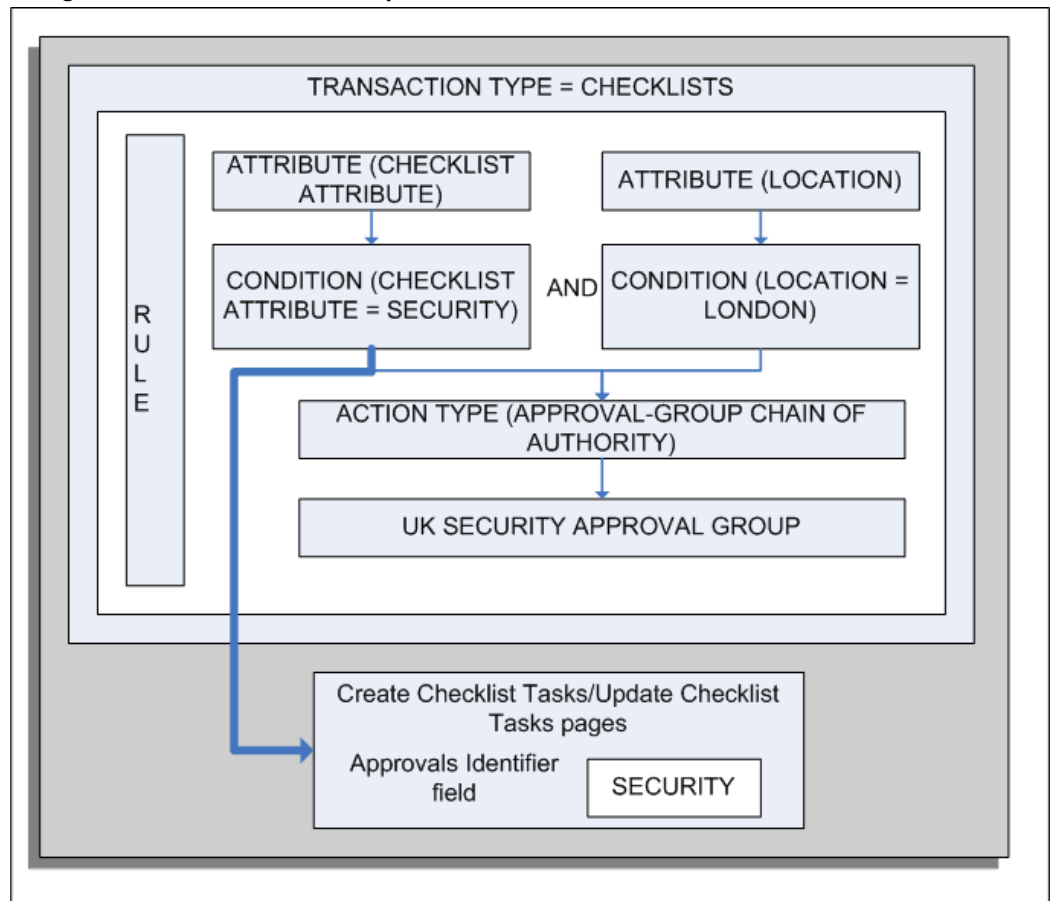 TRANSACTION TYPE = CHECKLISTS
R
U
L
E
ATTRIBUTE (CHECKLIST
ATTRIBUTE)
ATTRIBUTE (LOCATION)
CONDITION (CHECKLIST
ATTRIBUTE = SECURITY)
AND
CONDITION (LOCATION =
LONDON)
ACTION TYPE (APPROVAL-GROUP CHAIN OF
AUTHORITY)
UK SECURITY APPROVAL GROUP
Create Checklist Tasks/Update Checklist
Tasks pages
Approvals Identifier
field
SECURITY